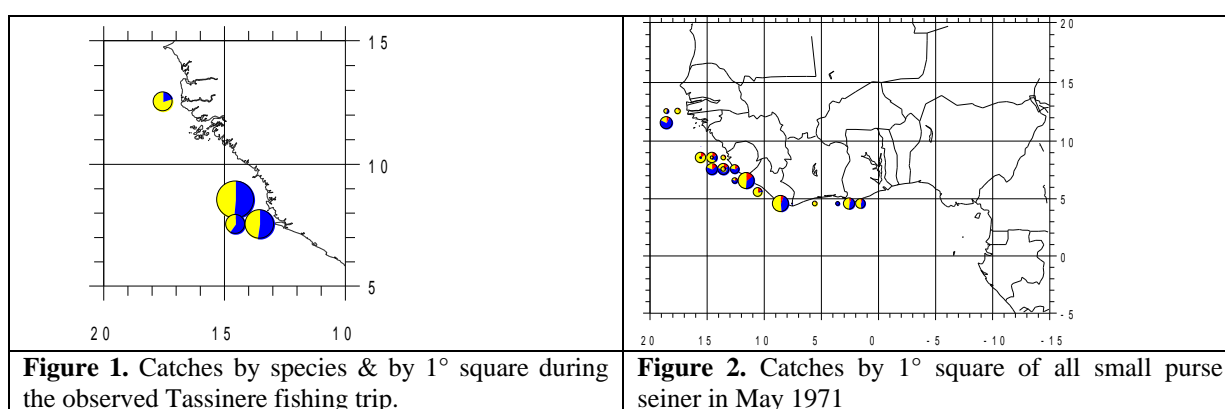 15
10
5
20 15 10
20
15
10
5
0
-5
20 15 10 5 0 -5 -10 -15
Figure 1. Catches by species & by 1° square during
the observed Tassinere fishing trip.
Figure 2. Catches by 1° square of all small purse
seiner in May 1971